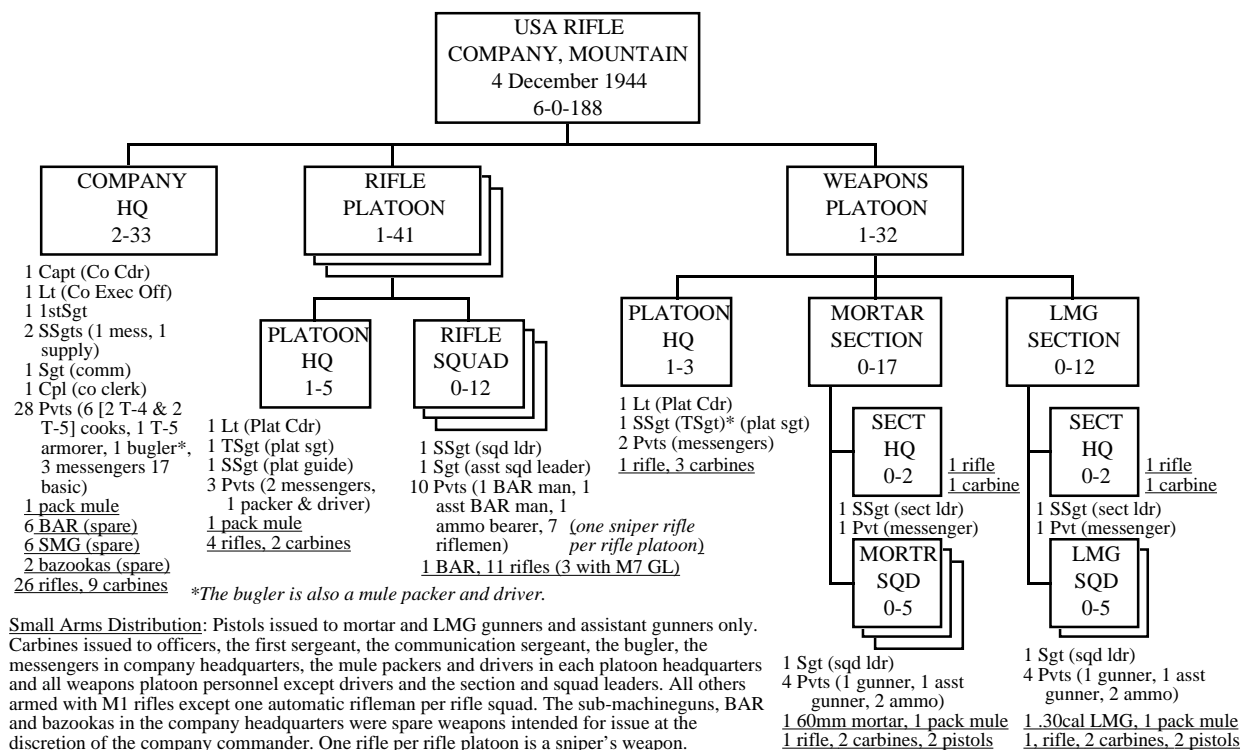 USA RIFLE
COMPANY, MOUNTAIN
4 December 1944
6-0-188
COMPANY
HQ
2-33
1 Capt (Co Cdr)
1 Lt (Co Exec Off)
1 1stSgt
2 SSgts (1 mess, 1
supply)
1 Sgt (comm)
1 Cpl (co clerk)
28 Pvts (6 [2 T-4 & 2
T-5] cooks, 1 T-5
armorer, 1 bugler*,
3 messengers 17
basic)
1 pack mule
6 BAR (spare)
6 SMG (spare)
2 bazookas (spare)
26 rifles, 9 carbines
RIFLE
PLATOON
1-41
PLATOON
HQ
1-5
1 Lt (Plat Cdr)
1 TSgt (plat sgt)
1 SSgt (plat guide)
3 Pvts (2 messengers,
1 packer & driver)
1 pack mule
4 rifles, 2 carbines
RIFLE
SQUAD
0-12
1 SSgt (sqd ldr)
1 Sgt (asst sqd leader)
10 Pvts (1 BAR man, 1
asst BAR man, 1
ammo bearer, 7
riflemen)
(one sniper rifle
per rifle platoon)
1 BAR, 11 rifles (3 with M7 GL)
*The bugler is also a mule packer and driver.
WEAPONS
PLATOON
1-32
PLATOON
HQ
1-3
1 Lt (Plat Cdr)
1 SSgt (TSgt)* (plat sgt)
2 Pvts (messengers)
1 rifle, 3 carbines
MORTAR
SECTION
0-17
SECT
HQ
0-2
1 rifle
1 carbine
1 SSgt (sect ldr)
1 Pvt (messenger)
MORTR
SQD
0-5
1 Sgt (sqd ldr)
4 Pvts (1 gunner, 1 asst
gunner, 2 ammo)
1 60mm mortar, 1 pack mule
1 rifle, 2 carbines, 2 pistols
LMG
SECTION
0-12
SECT
HQ
0-2
1 rifle
1 carbine
1 SSgt (sect ldr)
1 Pvt (messenger)
LMG
SQD
0-5
1 Sgt (sqd ldr)
4 Pvts (1 gunner, 1 asst
gunner, 2 ammo)
1 .30cal LMG, 1 pack mule
1, rifle, 2 carbines, 2 pistols
Small Arms Distribution: Pistols issued to mortar and LMG gunners and assistant gunners only.
Carbines issued to officers, the first sergeant, the communication sergeant, the bugler, the
messengers in company headquarters, the mule packers and drivers in each platoon headquarters
and all weapons platoon personnel except drivers and the section and squad leaders. All others
armed with M1 rifles except one automatic rifleman per rifle squad. The sub-machineguns, BAR
and bazookas in the company headquarters were spare weapons intended for issue at the
discretion of the company commander. One rifle per rifle platoon is a sniper's weapon.